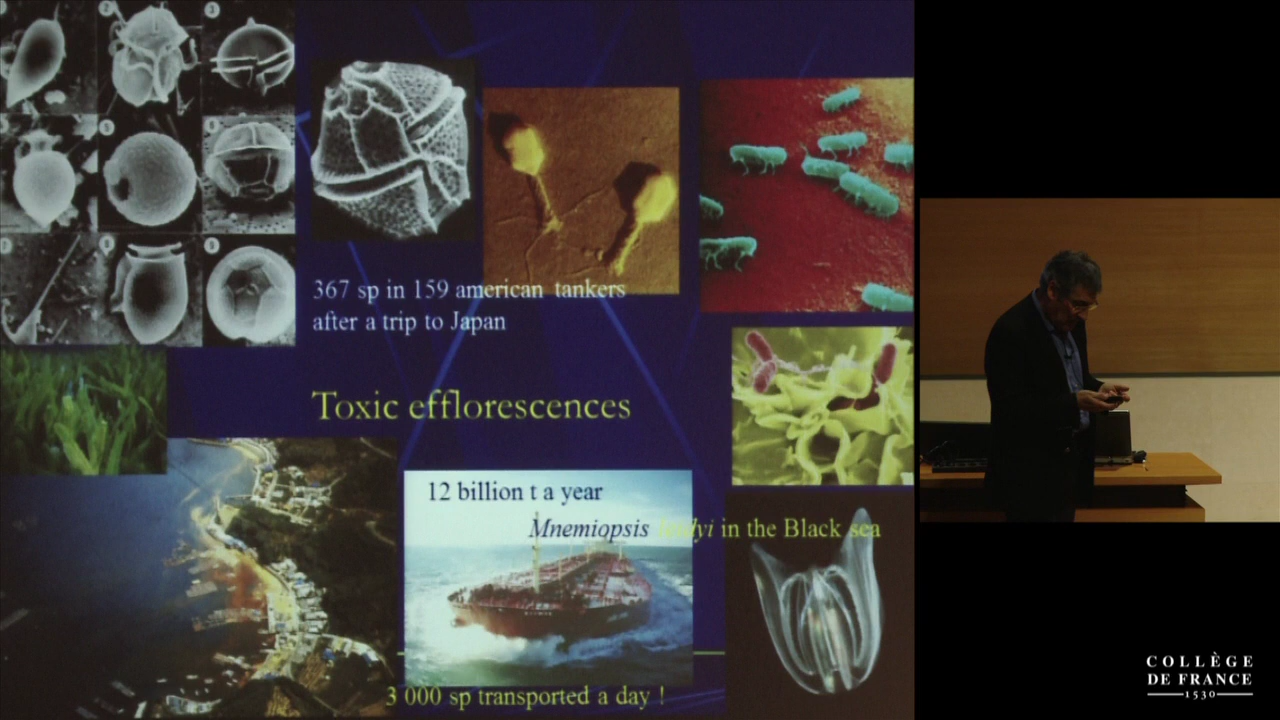 367 sp in 159 american tankers
after a trip to Japan
Toxic efflorescences
12 billion t a year
Mnemiopsis leidyi in the Black sea
3 000 sp transported a day !
COLLÈGE
DE FRANCE
1530